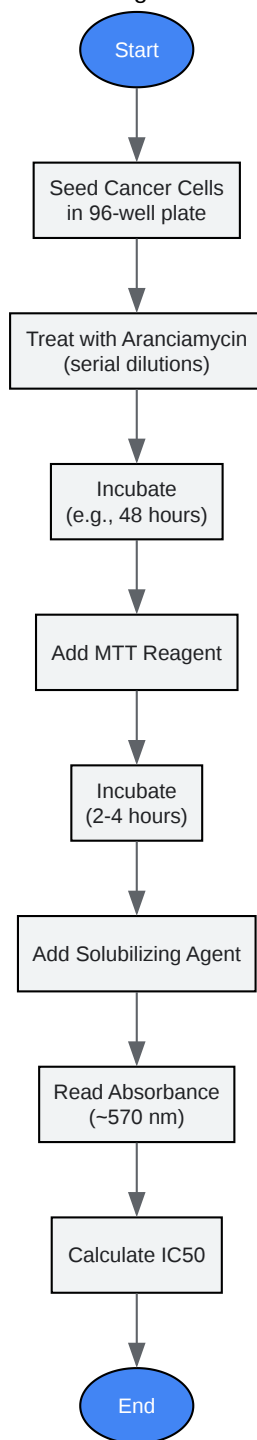 Start
Seed Cancer Cells
in 96-well plate
Treat with Aranciamycin
(serial dilutions)
Incubate
(e.g., 48 hours)
Add MTT Reagent
Incubate
(2-4 hours)
Add Solubilizing Agent
Read Absorbance
(~570 nm)
Calculate IC50
End